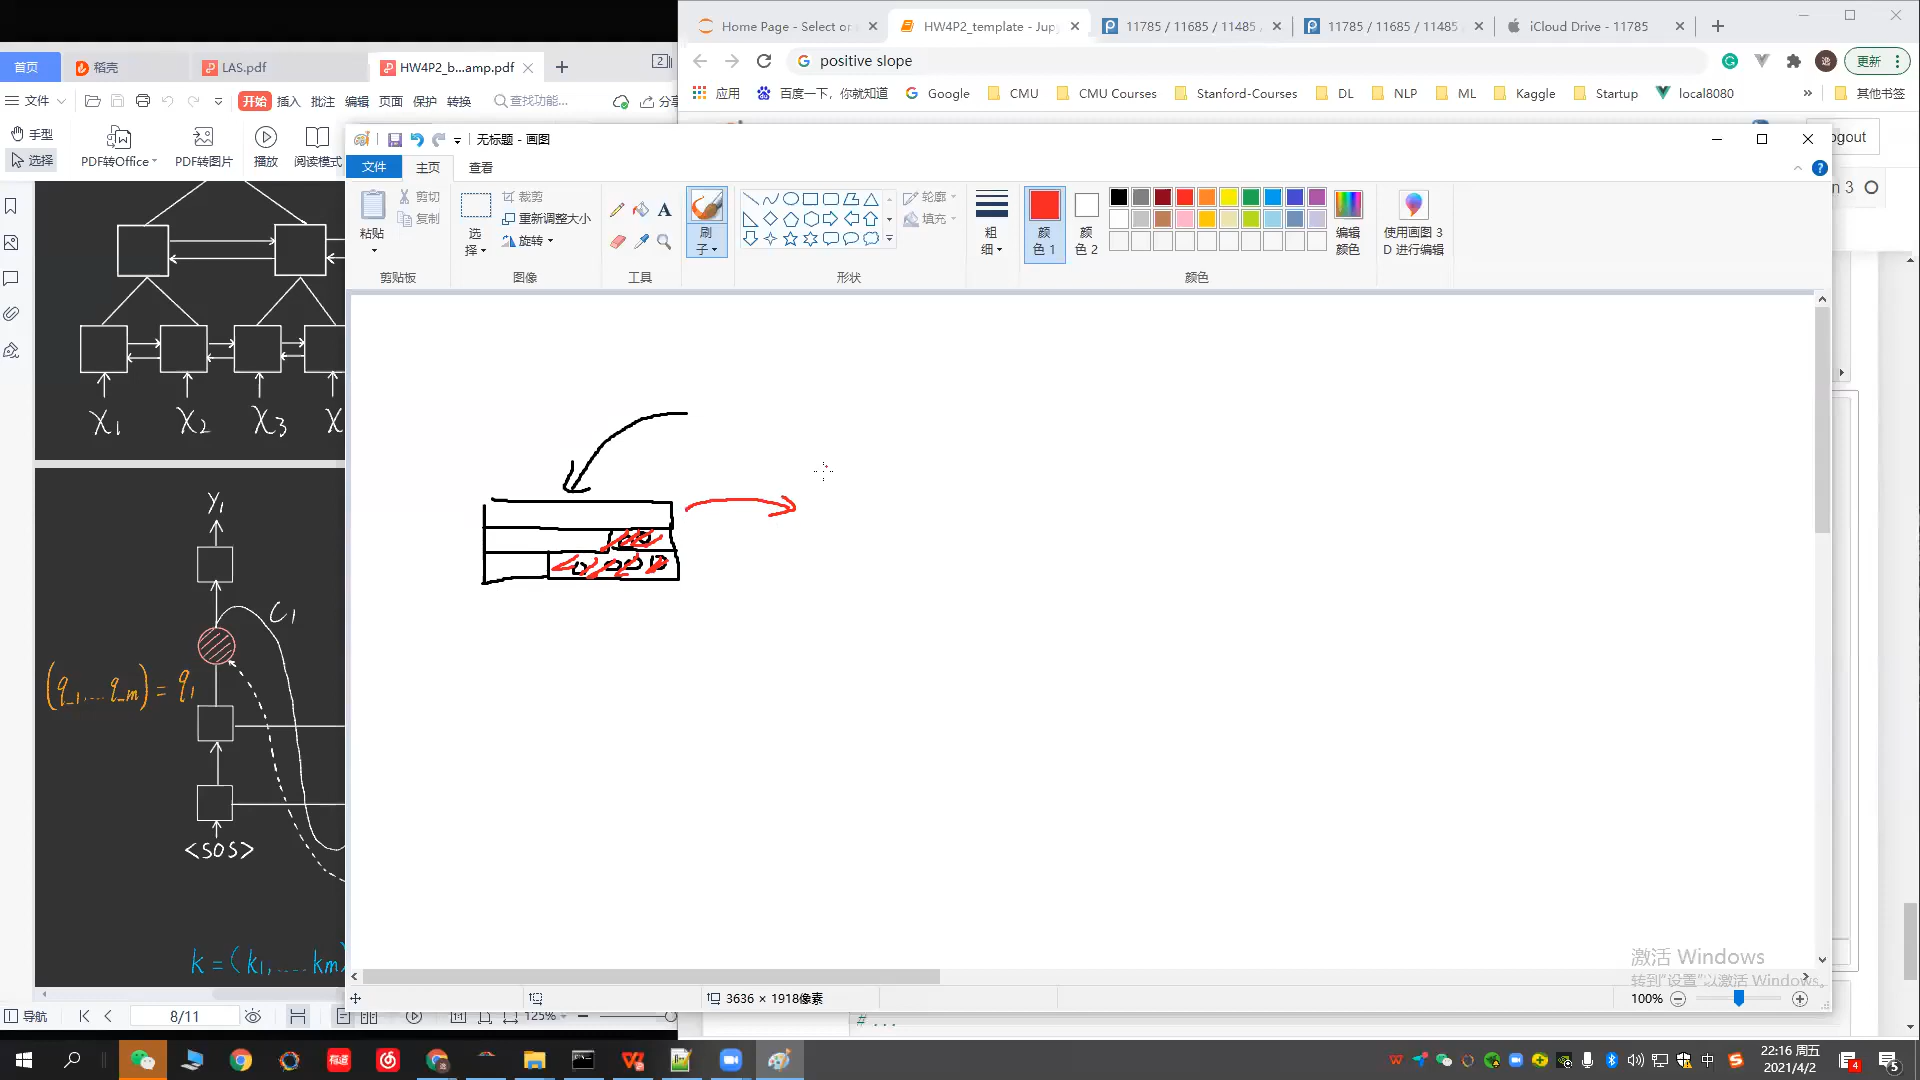 Home Page - Select or
HW4P2_template - Jup
11785 / 11685 / 11485
11785 / 11685 / 11485
iCloud Drive - 11785
首页
稻壳
LAS.pdf
HW4P2_b...amp.pdf
2
positive slope
更新
文件
开始
插入
批注
编辑
页面
保护
转换
查找功能...
应用
百度一下，你就知道
Google
CMU
CMU Courses
Stanford-Courses
DL
NLP
ML
Kaggle
Startup
local8080
其他书签
手型
选择
PDF转Office
PDF转图片
播放
阅读模式
无标题 - 画图
ogout
文件
主页
查看
n 3
粘贴
剪切
复制
选择
裁剪
重新调整大小
旋转
A
刷子
轮廓
填充
粗细
颜色 1
颜色 2
编辑颜色
使用画图 3D 进行编辑
剪贴板
图像
工具
形状
颜色
X1 X2 X3 X
y1
C1
(q_1,....q_m) = q1
<SOS>
k = (k1,....km)
激活 Windows
转到“设置”以激活 Windows。
3636 × 1918像素
100%
导航
8/11
125%
# ...
有道
中
22:16 周五
2021/4/2
4
5